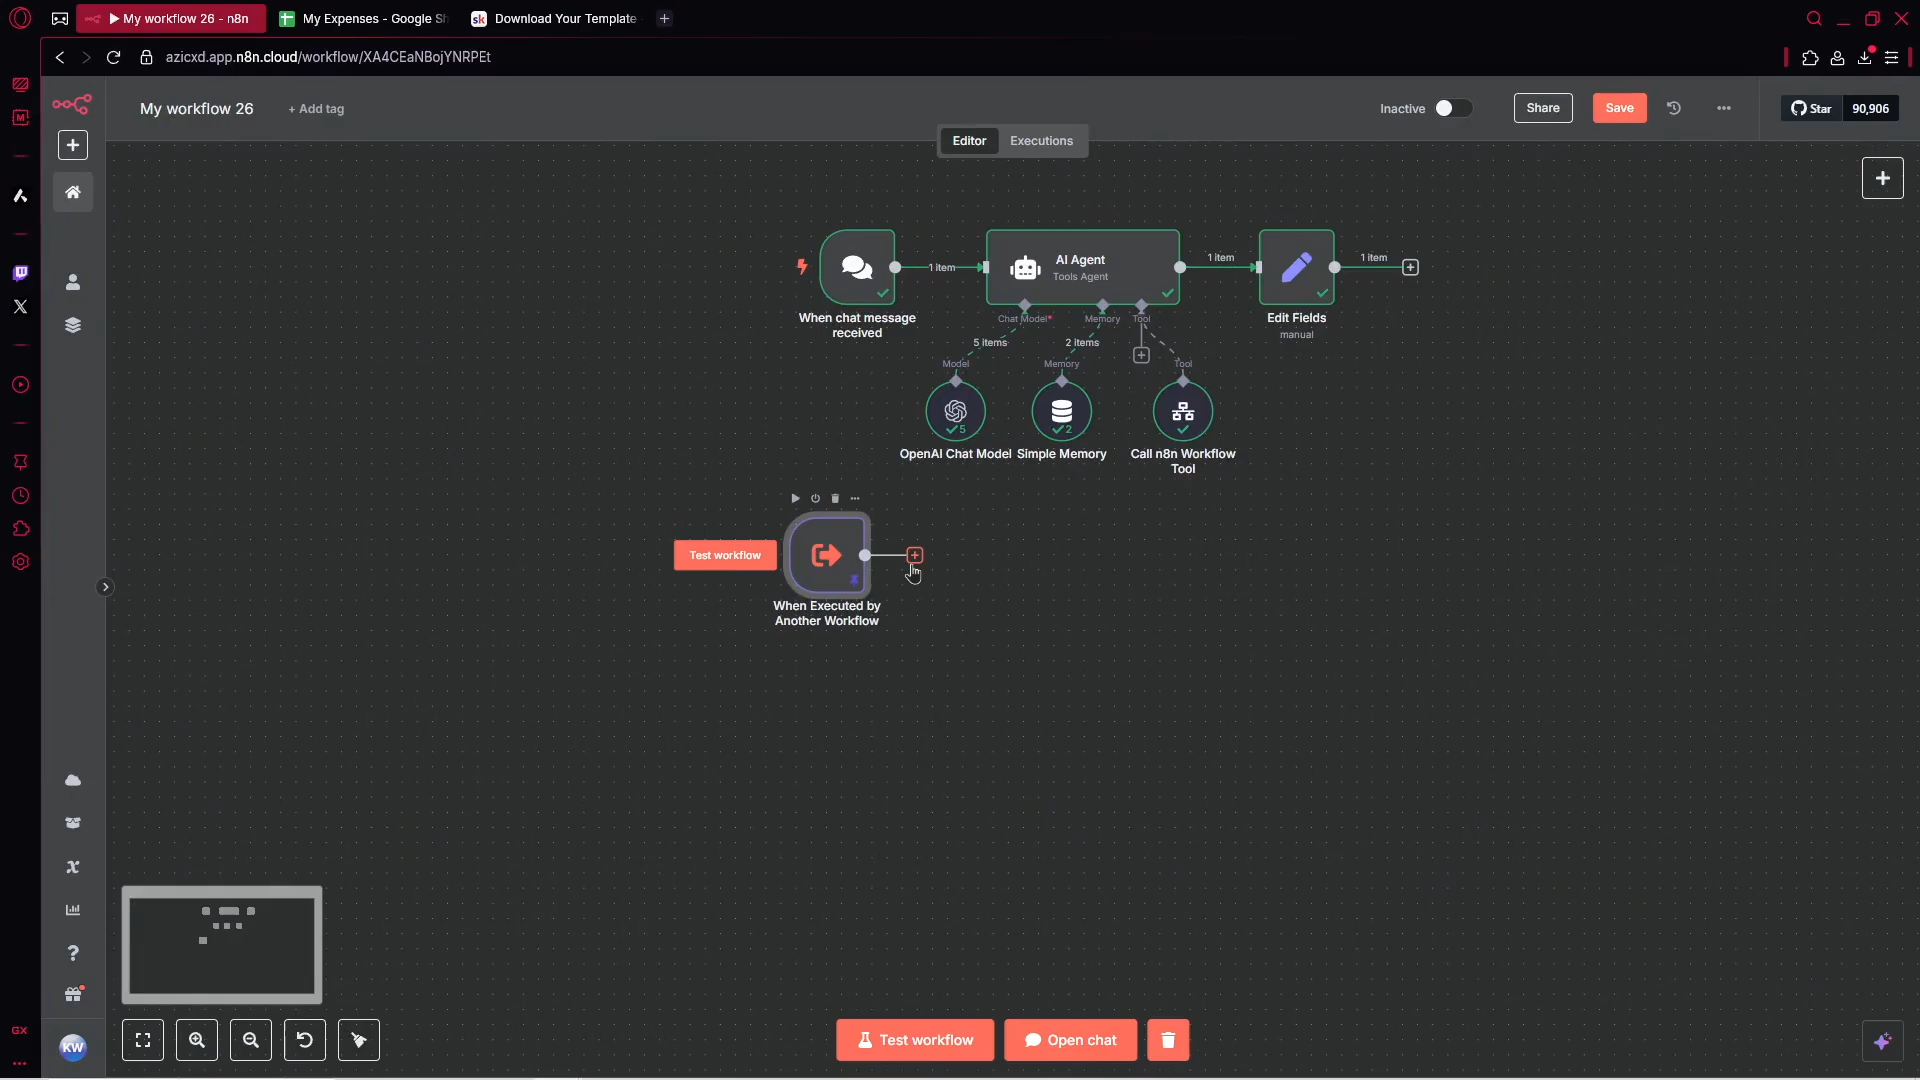 My workflow 26 - n8n
My Expenses - Google Sh
Download Your Template
azicxd.app.n8n.cloud/workflow/XA4CEaNBojYNRPEt
My workflow 26
+ Add tag
Inactive
Share
Save
Star
90,906
Editor
Executions
1 item
AI Agent
Tools Agent
1 item
1 item
When chat message
received
Chat Model*
Memory
Tool
Edit Fields
manual
5 items
2 items
Model
Memory
Tool
5
2
OpenAI Chat Model
Simple Memory
Call n8n Workflow
Tool
Test workflow
When Executed by
Another Workflow
GX
KW
Test workflow
Open chat